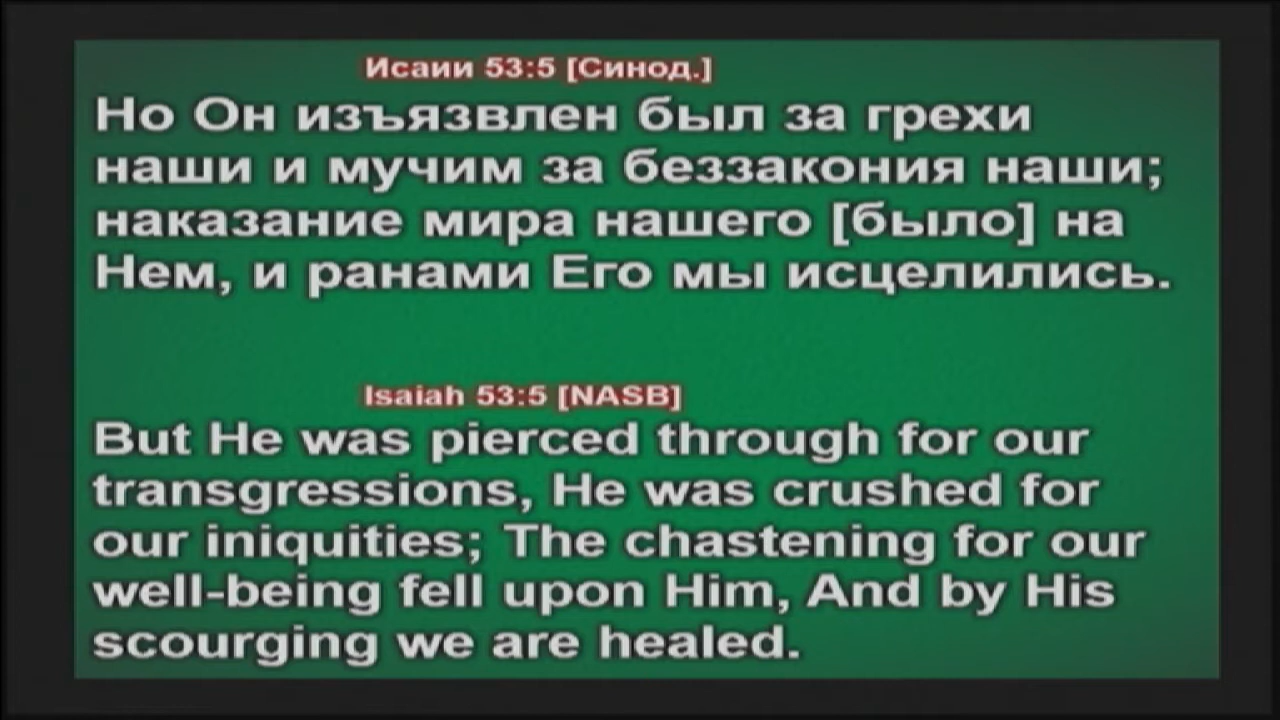 Исаии 53:5 [Синод.]
Но Он изъязвлен был за грехи
наши и мучим за беззакония наши;
наказание мира нашего [было] на
Нем, и ранами Его мы исцелились.
Isaiah 53:5 [NASB]
But He was pierced through for our
transgressions, He was crushed for
our iniquities; The chastening for our
well-being fell upon Him, And by His
scourging we are healed.